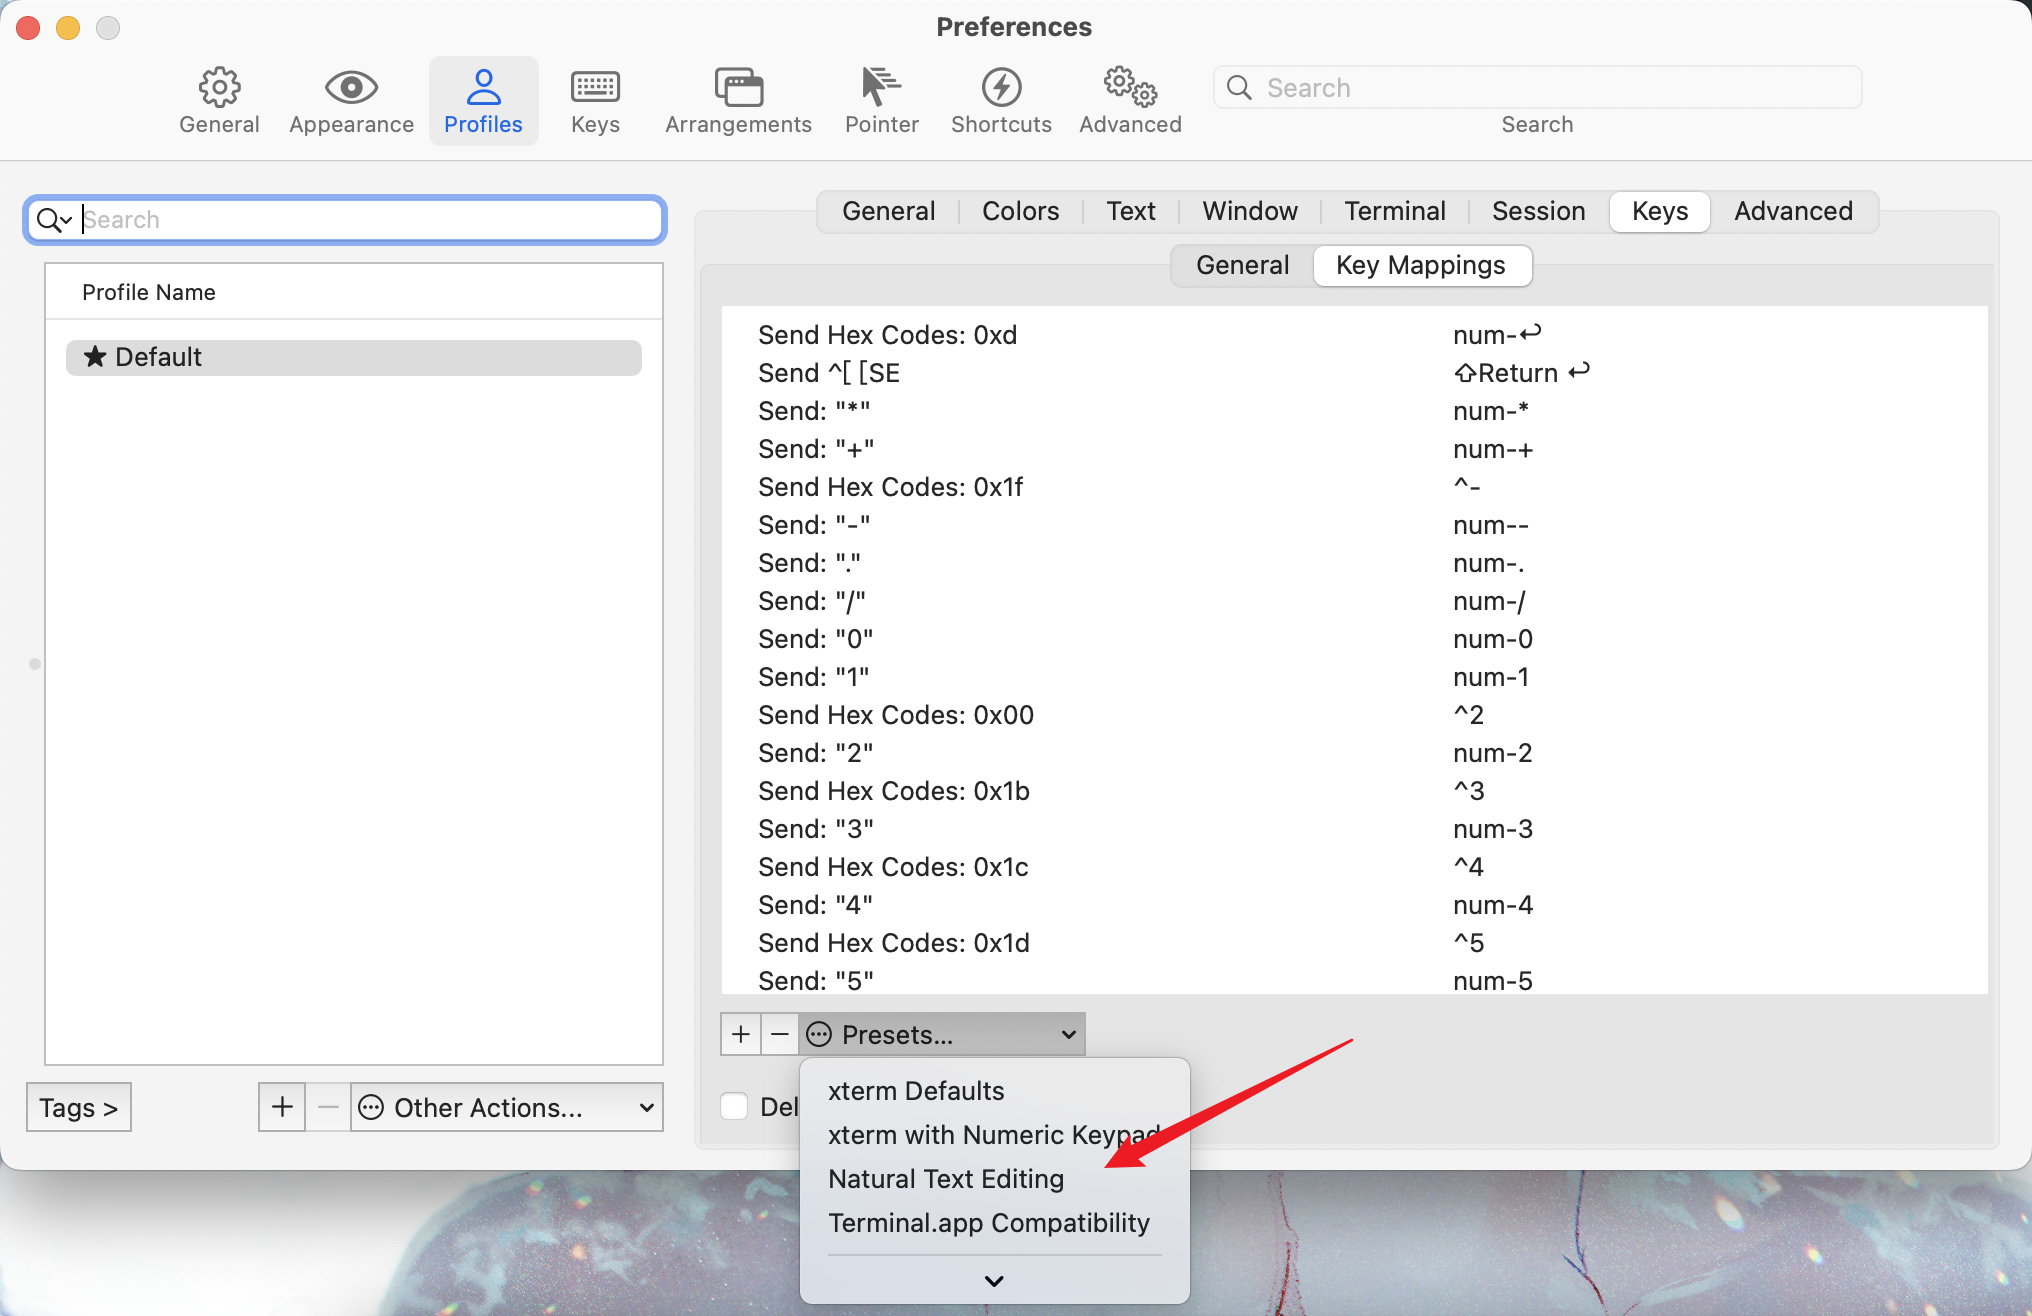 Preferences
General
Appearance
Profiles
Keys
Arrangements
Pointer
Shortcuts
Advanced
Search
Search
Search
Profile Name
★ Default
Tags >
+
−
Other Actions...
General
Colors
Text
Window
Terminal
Session
Keys
Advanced
General
Key Mappings
Send Hex Codes: 0xd num-↩
Send ^[ [SE ⇧Return ↩
Send: "*" num-*
Send: "+" num-+
Send Hex Codes: 0x1f ^-
Send: "-" num--
Send: "." num-.
Send: "/" num-/
Send: "0" num-0
Send: "1" num-1
Send Hex Codes: 0x00 ^2
Send: "2" num-2
Send Hex Codes: 0x1b ^3
Send: "3" num-3
Send Hex Codes: 0x1c ^4
Send: "4" num-4
Send Hex Codes: 0x1d ^5
Send: "5" num-5
+
−
Presets...
Del
xterm Defaults
xterm with Numeric Keypad
Natural Text Editing
Terminal.app Compatibility